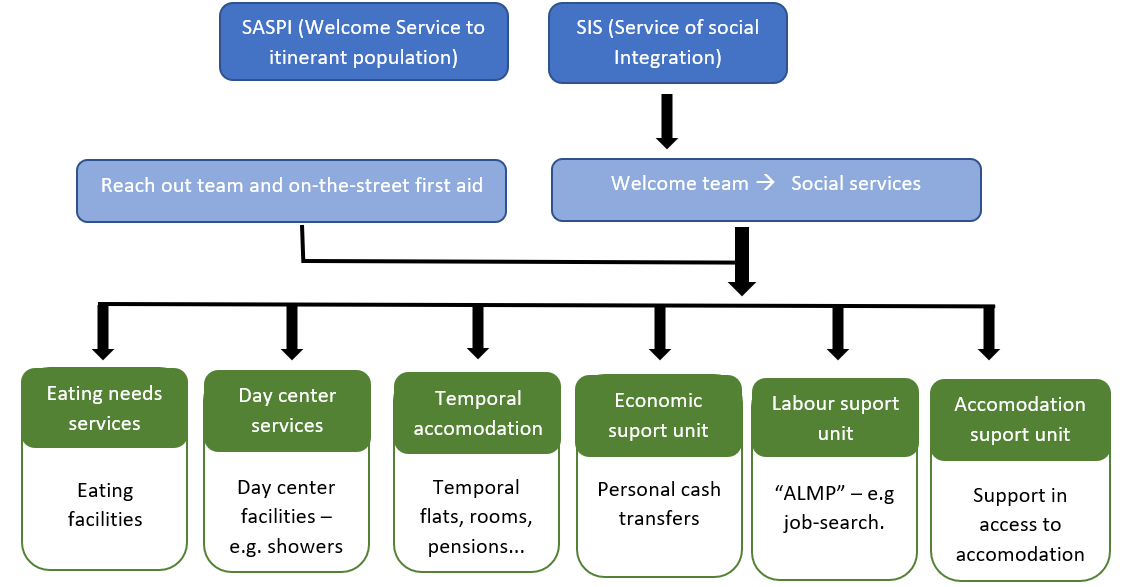 SASPI (Welcome Service to
itinerant population)
SIS (Service of social
Integration)
Reach out team and on-the-street first aid
Welcome team → Social services
Eating needs
services
Day center
services
Temporal
accomodation
Economic
suport unit
Labour suport
unit
Accomodation
suport unit
Eating
facilities
Day center
facilities –
e.g. showers
Temporal
flats, rooms,
pensions...
Personal cash
transfers
“ALMP” – e.g
job-search.
Support in
access to
accomodation